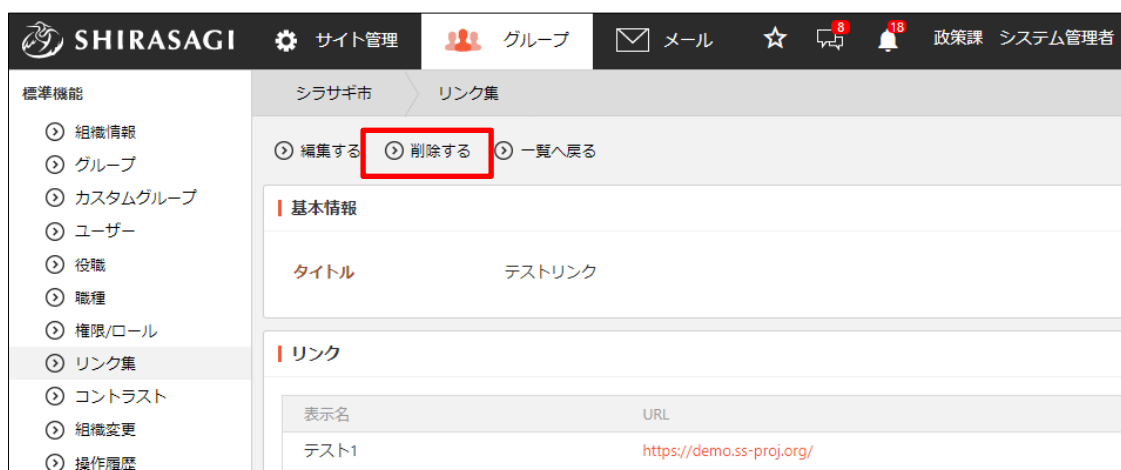 SHIRASAGI サイト管理 グループ メール 8 18 政策課 システム管理者
標準機能
組織情報
グループ
カスタムグループ
ユーザー
役職
職種
権限/ロール
リンク集
コントラスト
組織変更
操作履歴
シラサギ市 リンク集
編集する 削除する 一覧へ戻る
基本情報
タイトル テストリンク
リンク
表示名 URL
テスト1 https://demo.ss-proj.org/